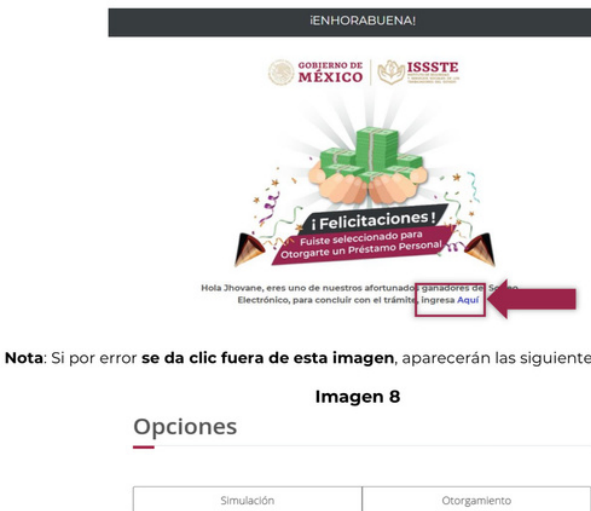 ¡ENHORABUENA!
GOBIERNO DE
MÉXICO
ISSSTE
¡Felicitaciones!
Fuiste seleccionado para
Otorgarte un Préstamo Personal
Hola Jhovane, eres uno de nuestros afortunados ganadores del Sorteo
Electrónico, para concluir con el trámite, ingresa Aquí
Nota: Si por error se da clic fuera de esta imagen, aparecerán las siguiente
Imagen 8
Opciones
Simulación
Otorgamiento